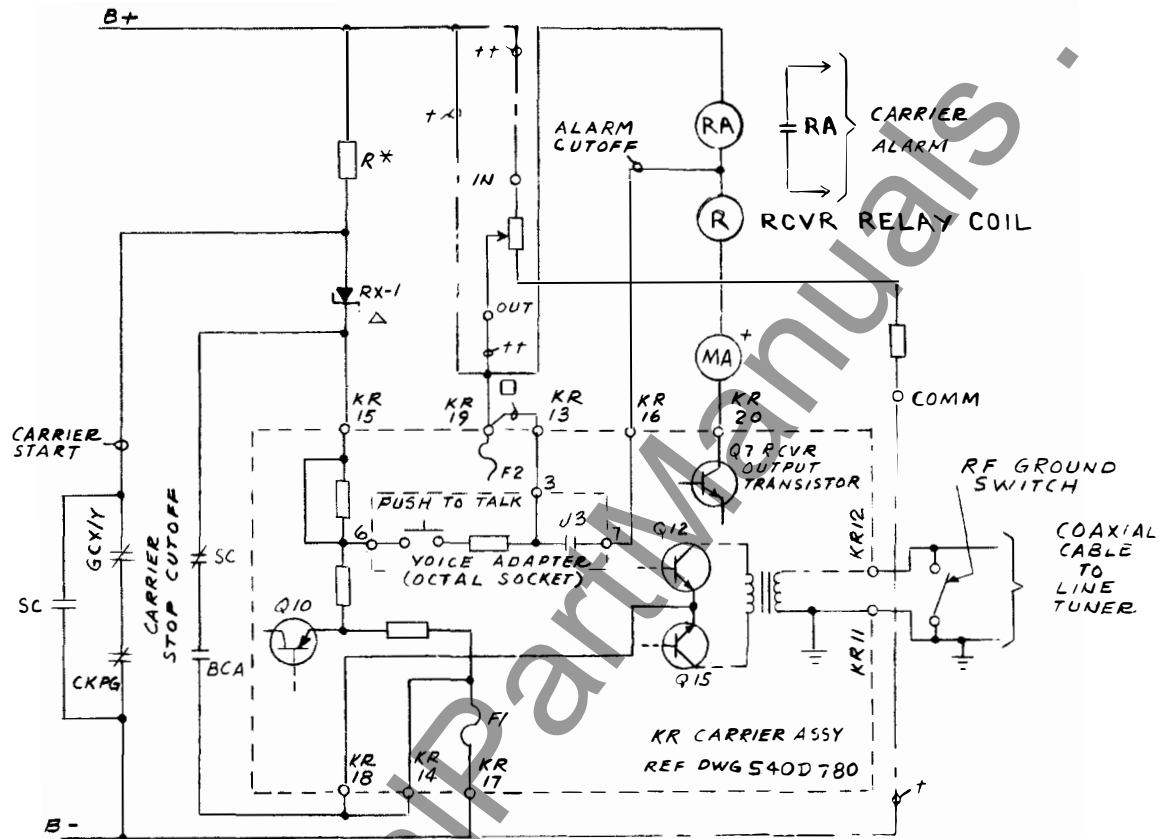 B+
++
+
R*
IN
ALARM
CUTOFF
RA
RA
CARRIER
ALARM
R
RCVR RELAY COIL
RX-1
OUT
++
MA
+
COMM
KR
15
KR
19
KR
13
KR
16
KR
20
CARRIER
START
F2
3
Q7 RCVR
OUTPUT
TRANSISTOR
RF GROUND
SWITCH
PUSH TO TALK
6
J3
7
VOICE ADAPTER
(OCTAL SOCKET)
Q12
KR12
COAXIAL
CABLE
TO
LINE
TUNER
GCX/Y
SC
SC
CARRIER
STOP CUTOFF
Q10
BCA
CKPG
Q15
KR11
F1
KR
18
KR
14
KR
17
KR CARRIER ASSY
REF DWG 540D780
+
B-
alPartManuals .